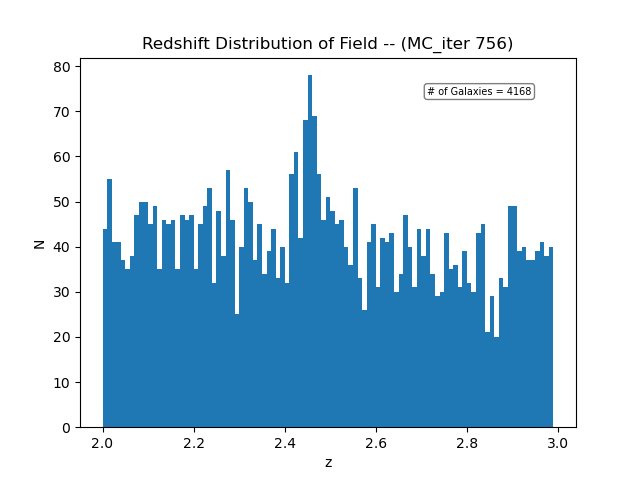 Redshift Distribution of Field -- (MC_iter 756)
# of Galaxies = 4168
80
70
60
50
40
30
20
10
0
N
2.0 2.2 2.4 2.6 2.8 3.0
z